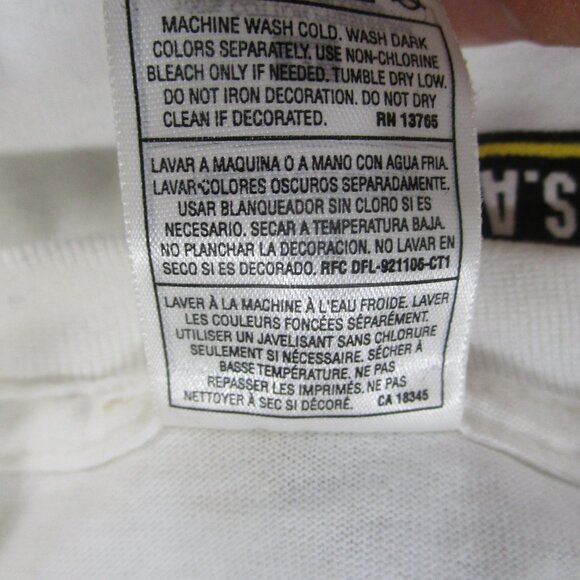 MACHINE WASH COLD. WASH DARK
COLORS SEPARATELY. USE NON-CHLORINE
BLEACH ONLY IF NEEDED. TUMBLE DRY LOW.
DO NOT IRON DECORATION. DO NOT DRY
CLEAN IF DECORATED. RN 13765
LAVAR A MAQUINA O A MANO CON AGUA FRIA.
LAVAR COLORES OSCUROS SEPARADAMENTE.
USAR BLANQUEADOR SIN CLORO SI ES
NECESARIO. SECAR A TEMPERATURA BAJA.
NO PLANCHAR LA DECORACION. NO LAVAR EN
SECO SI ES DECORADO. RFC DFL-921106-CT1
LAVER À LA MACHINE À L'EAU FROIDE. LAVER
LES COULEURS FONCÉES SÉPARÉMENT.
UTILISER UN JAVELISANT SANS CHLORURE
SEULEMENT SI NÉCESSAIRE. SÉCHER À
BASSE TEMPÉRATURE. NE PAS
REPASSER LES IMPRIMÉS. NE PAS
NETTOYER À SEC SI DÉCORÉ. CA 18345
S.A